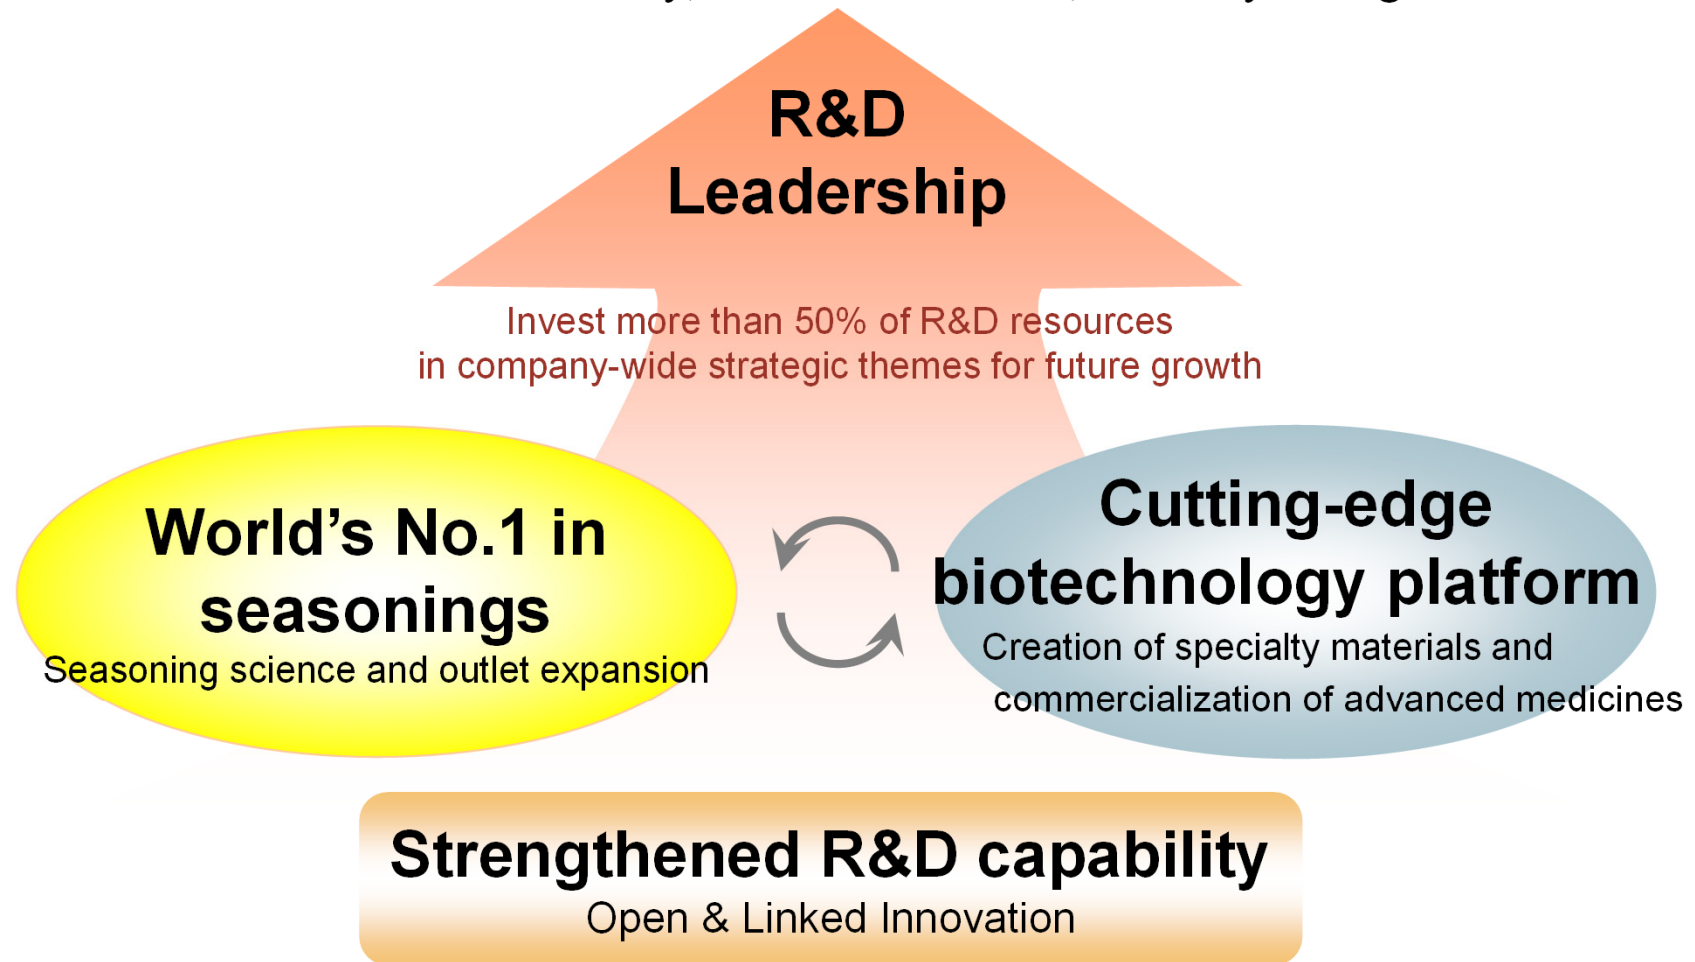 R&D
Leadership
Invest more than 50% of R&D resources
in company-wide strategic themes for future growth
World’s No.1 in
seasonings
Seasoning science and outlet expansion
Cutting-edge
biotechnology platform
Creation of specialty materials and
commercialization of advanced medicines
Strengthened R&D capability
Open & Linked Innovation